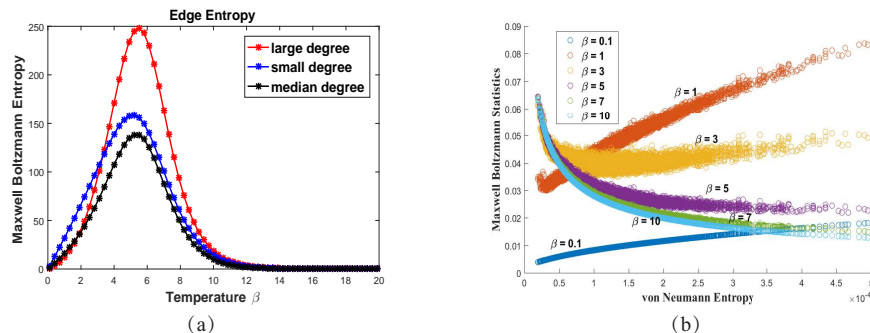 Edge Entropy
Maxwell Boltzmann Entropy
250
200
150
100
50
0
large degree
small degree
median degree
0 2 4 6 8 10 12 14 16 18 20
Temperature β
(a)
Maxwell Boltzmann Statistics
0.09
0.08
0.07
0.06
0.05
0.04
0.03
0.02
0.01
0
β = 0.1
β = 1
β = 3
β = 5
β = 7
β = 10
β = 1
β = 3
β = 5
β = 7
β = 10
β = 0.1
0 0.5 1 1.5 2 2.5 3 3.5 4 4.5
von Neumann Entropy
(b)